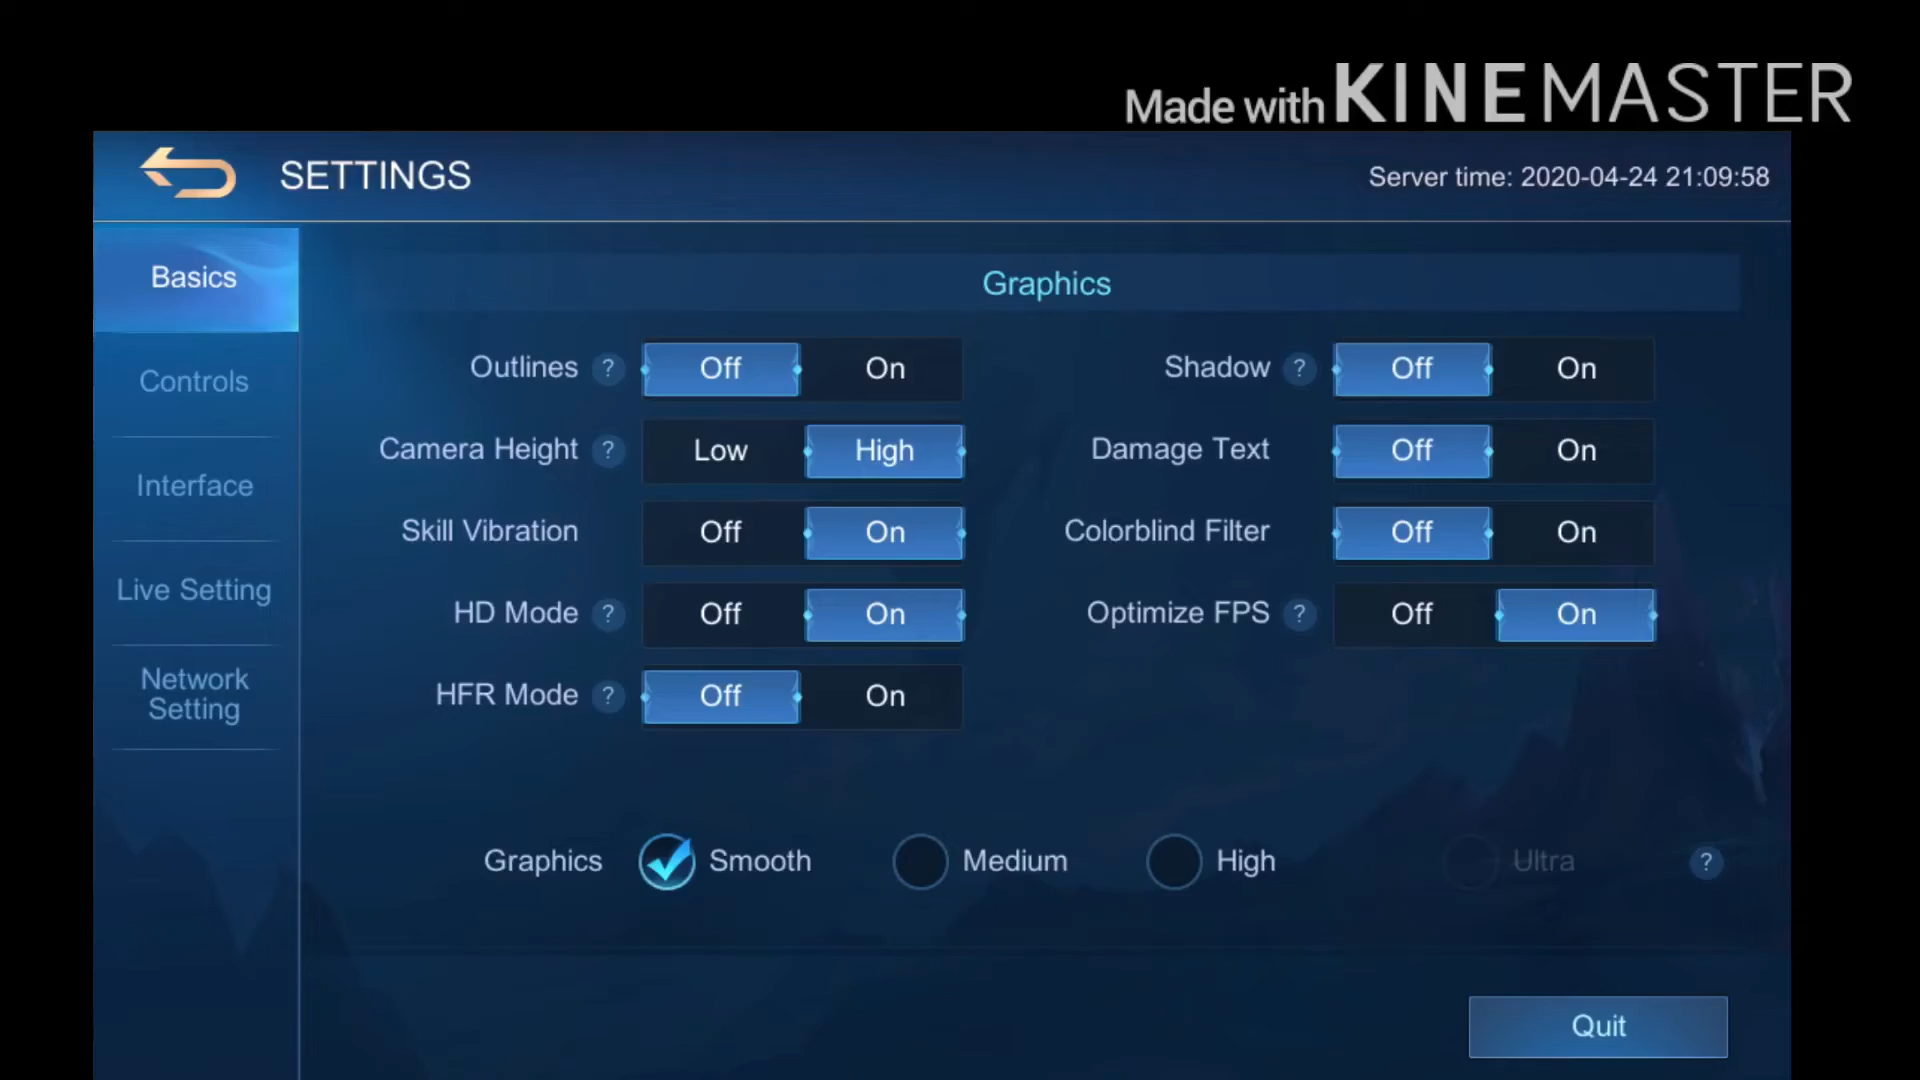 Made with KINEMASTER
SETTINGS
Server time: 2020-04-24 21:09:58
Basics
Controls
Interface
Live Setting
Network
Setting
Graphics
Outlines ? Off On
Shadow ? Off On
Camera Height ? Low High
Damage Text Off On
Skill Vibration Off On
Colorblind Filter Off On
HD Mode ? Off On
Optimize FPS ? Off On
HFR Mode ? Off On
Graphics Smooth Medium High Ultra ?
Quit